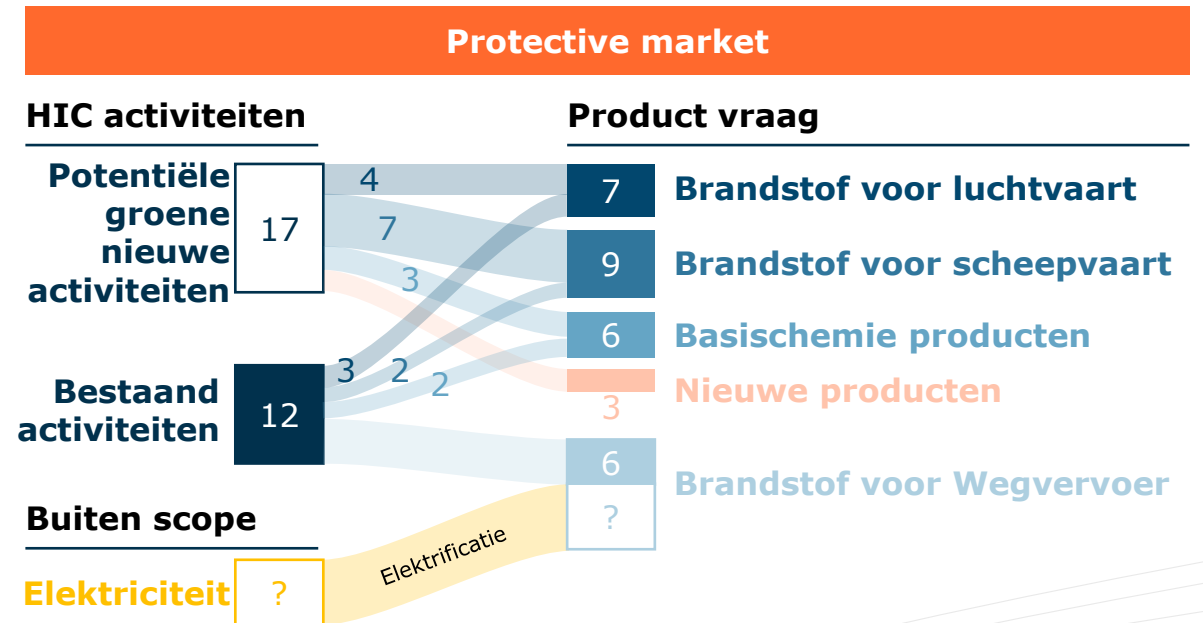 Protective market
HIC activiteiten
Product vraag
Potentiële
groene
nieuwe
activiteiten
17
4
7
3
7
Brandstof voor luchtvaart
9
Brandstof voor scheepvaart
6
Basischemie producten
Nieuwe producten
3
Bestaand
activiteiten
12
3
2
2
6
?
Brandstof voor Wegvervoer
Buiten scope
Elektriciteit
?
Elektrificatie